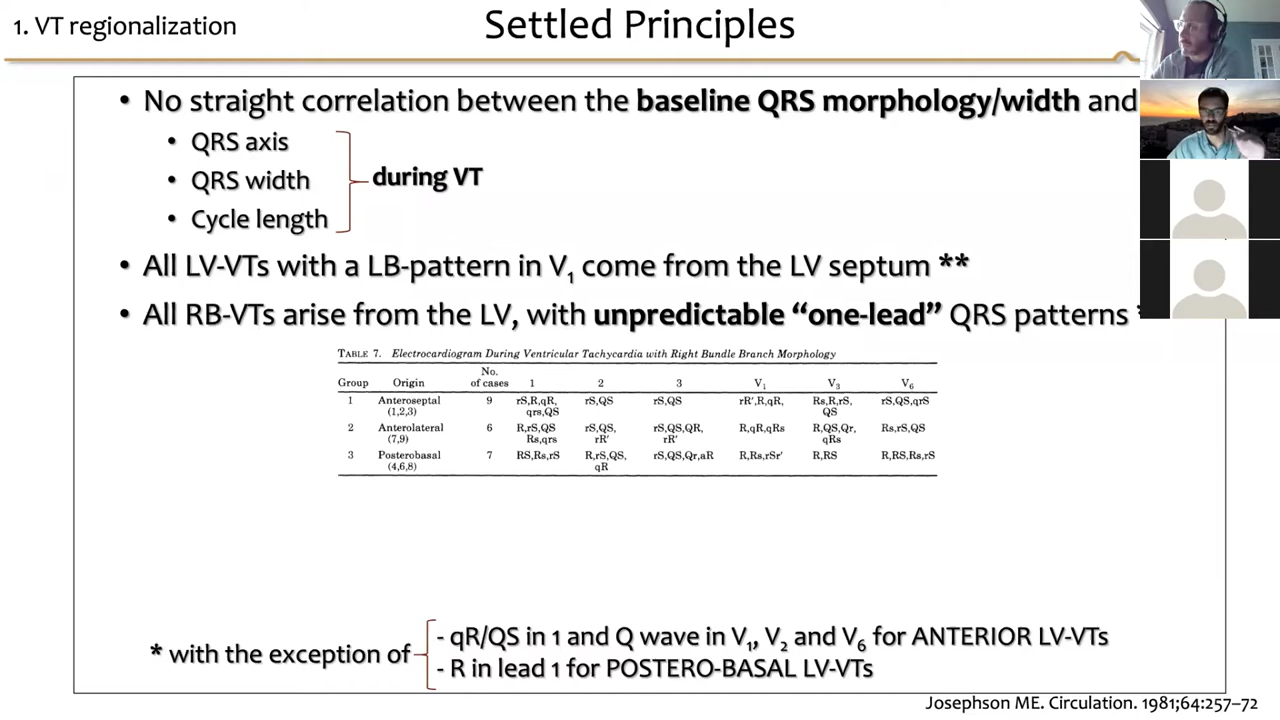 1. VT regionalization
Settled Principles
• No straight correlation between the baseline QRS morphology/width and
• QRS axis
• QRS width
• Cycle length
during VT
• All LV-VTs with a LB-pattern in V1 come from the LV septum **
• All RB-VTs arise from the LV, with unpredictable “one-lead” QRS patterns *
TABLE 7. Electrocardiogram During Ventricular Tachycardia with Right Bundle Branch Morphology
Group Origin No. of cases 1 2 3 V1 V3 V6
1 Anteroseptal 9 rS,R,qR, rS,QS rS,QS rR',R,qR, Rs,R,rS, rS,QS,qrS
(1,2,3) qrs,QS QS
2 Anterolateral 6 R,rS,QS rS,QS, rS,QS,QR, R,qR,qRs R,QS,Qr, Rs,rS,QS
(7,9) Rs,qrs rR' rR' qRs
3 Posterobasal 7 RS,Rs,rS R,rS,QS, rS,QS,Qr,aR R,Rs,rSr' R,RS R,RS,Rs,rS
(4,6,8) qR
* with the exception of
- qR/QS in 1 and Q wave in V1, V2 and V6 for ANTERIOR LV-VTs
- R in lead 1 for POSTERO-BASAL LV-VTs
Josephson ME. Circulation. 1981;64:257–72